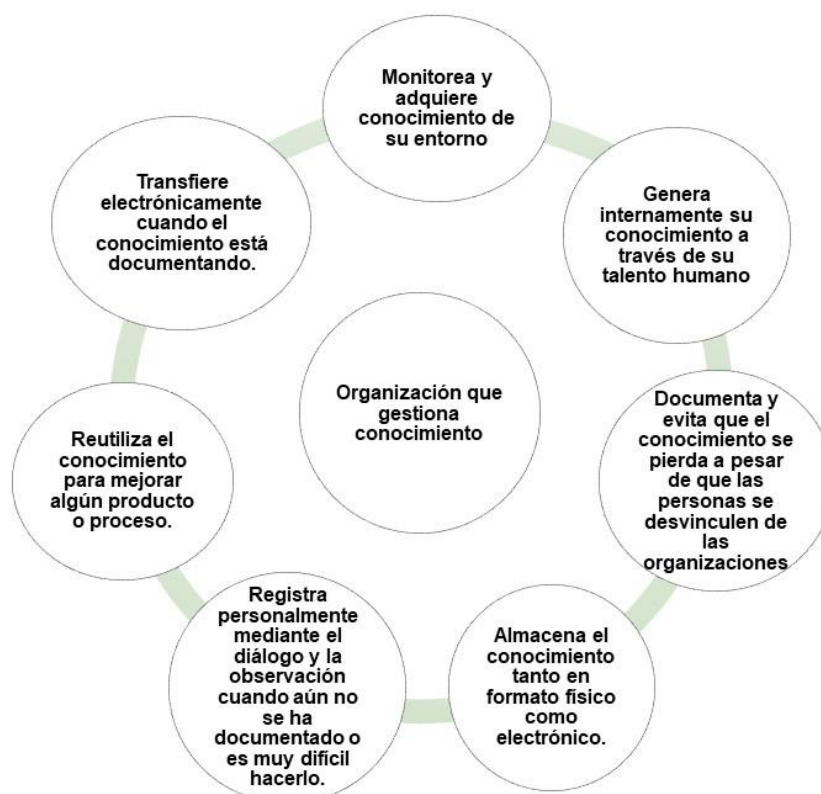 Monitorea y
adquiere
conocimiento de
su entorno
Genera
internamente su
conocimiento a
través de su
talento humano
Documenta y
evita que el
conocimiento se
pierda a pesar
de que las
personas se
desvinculen de
las
organizaciones
Almacena el
conocimiento
tanto en
formato físico
como
electrónico.
Registra
personalmente
mediante el
diálogo y la
observación
cuando aún no
se ha
documentado o
es muy difícil
hacerlo.
Reutiliza el
conocimiento
para mejorar
algún producto
o proceso.
Transfiere
electrónicamente
cuando el
conocimiento está
documentando.
Organización que
gestiona
conocimiento